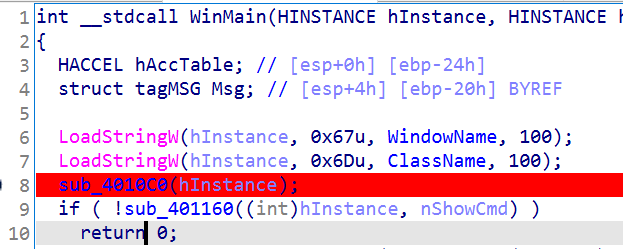 1 int __stdcall WinMain(HINSTANCE hInstance, HINSTANCE
2 {
3 HACCEL hAccTable; // [esp+0h] [ebp-24h]
4 struct tagMSG Msg; // [esp+4h] [ebp-20h] BYREF
5
6 LoadStringW(hInstance, 0x67u, WindowName, 100);
7 LoadStringW(hInstance, 0x6Du, ClassName, 100);
8 sub_4010C0(hInstance);
9 if ( !sub_401160((int)hInstance, nShowCmd) )
10 return 0;